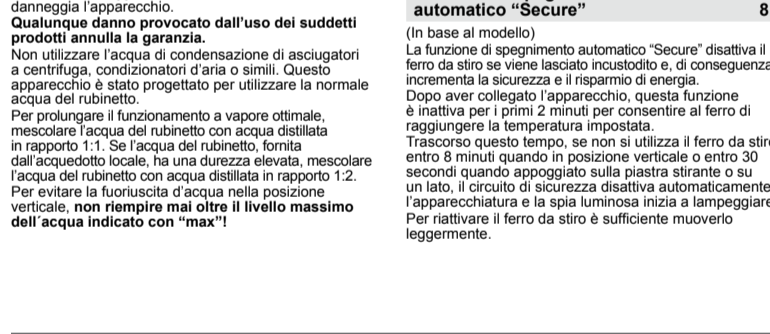 danneggia l'apparecchio.
Qualunque danno provocato dall'uso dei suddetti
prodotti annulla la garanzia.
Non utilizzare l'acqua di condensazione di asciugatori
a centrifuga, condizionatori d'aria o simili. Questo
apparecchio è stato progettato per utilizzare la normale
acqua del rubinetto.
Per prolungare il funzionamento a vapore ottimale,
mescolare l'acqua del rubinetto con acqua distillata
in rapporto 1:1. Se l'acqua del rubinetto, fornita
dall'acquedotto locale, ha una durezza elevata, mescolare
l'acqua del rubinetto con acqua distillata in rapporto 1:2.
Per evitare la fuoriuscita d'acqua nella posizione
verticale, non riempire mai oltre il livello massimo
dell´acqua indicato con “max”!
automatico “Secure” 8
(In base al modello)
La funzione di spegnimento automatico “Secure” disattiva il
ferro da stiro se viene lasciato incustodito e, di conseguenza
incrementa la sicurezza e il risparmio di energia.
Dopo aver collegato l'apparecchio, questa funzione
è inattiva per i primi 2 minuti per consentire al ferro di
raggiungere la temperatura impostata.
Trascorso questo tempo, se non si utilizza il ferro da stir
entro 8 minuti quando in posizione verticale o entro 30
secondi quando appoggiato sulla piastra stirante o su
un lato, il circuito di sicurezza disattiva automaticamente
l'apparecchiatura e la spia luminosa inizia a lampeggiare
Per riattivare il ferro da stiro è sufficiente muoverlo
leggermente.